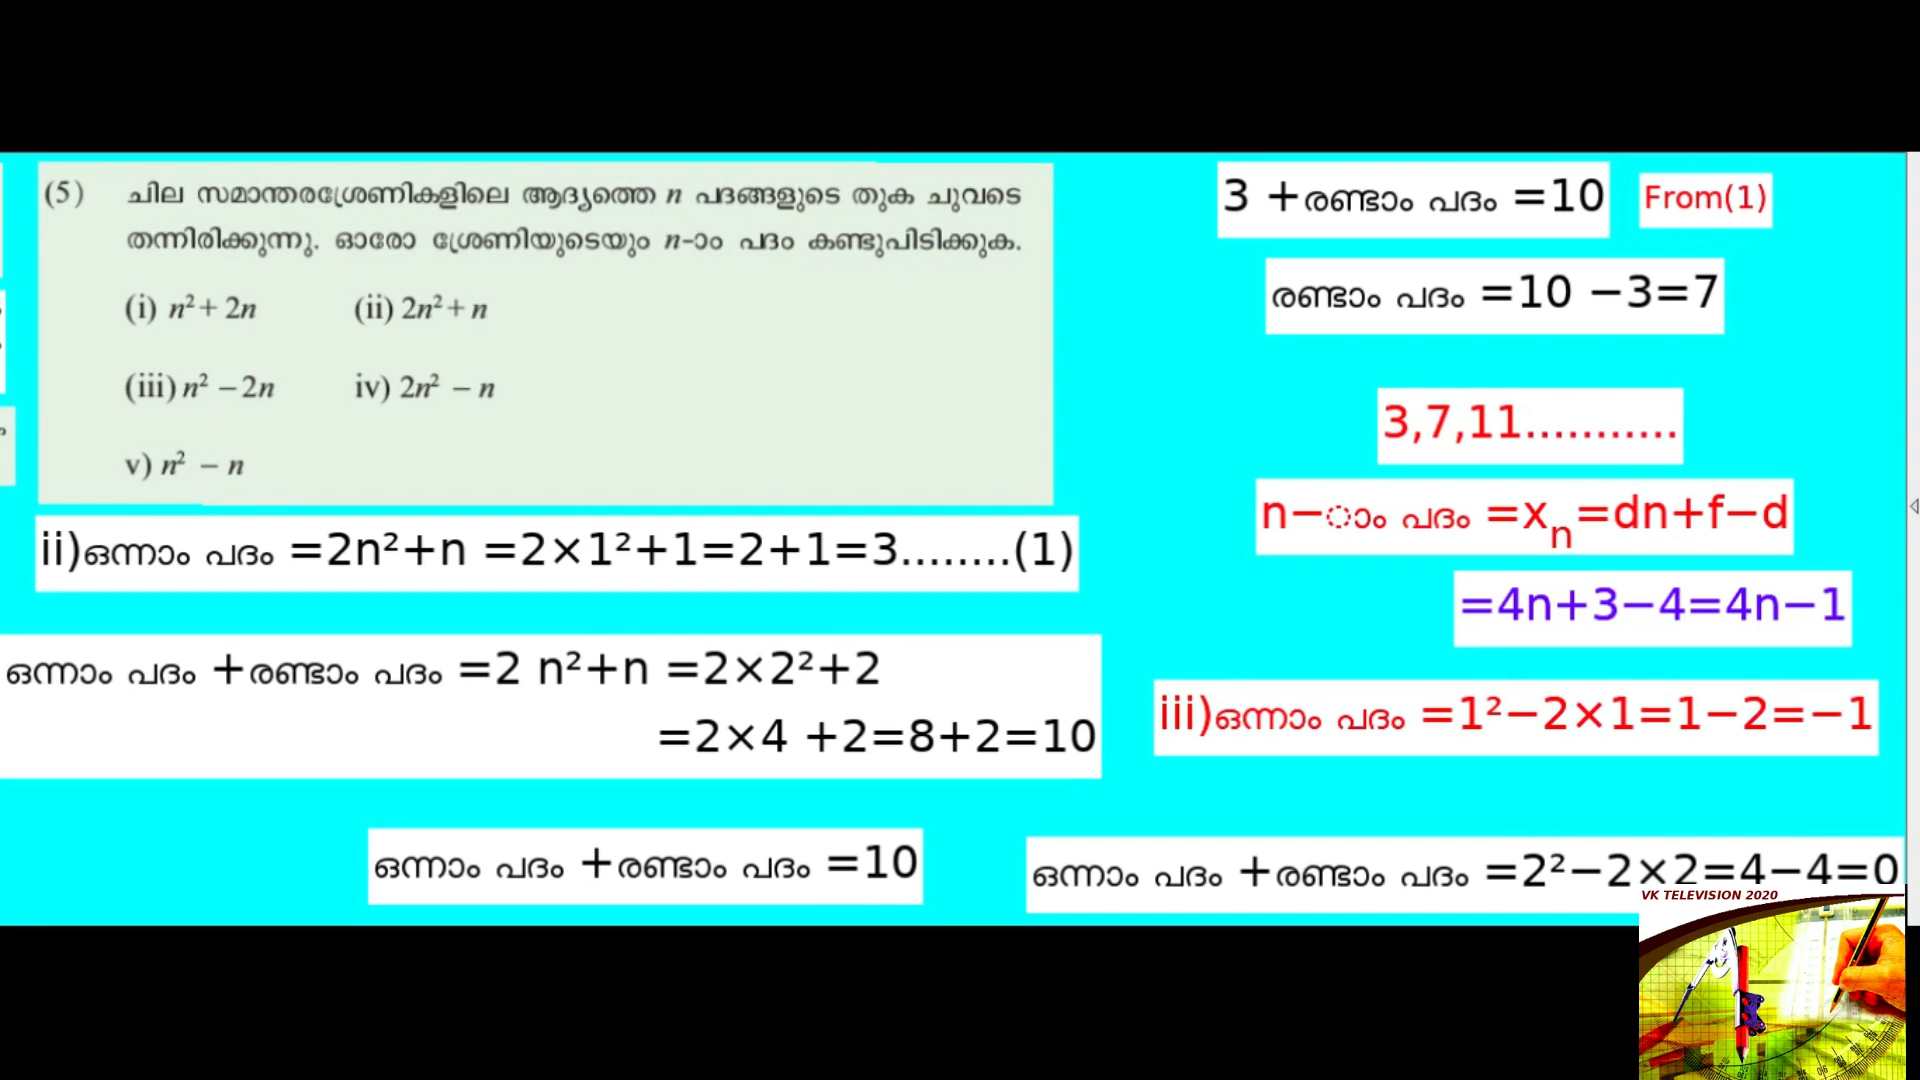 (5) ചില സമാന്തരശ്രേണികളിലെ ആദ്യത്തെ n പദങ്ങളുടെ തുക ചുവടെ
തന്നിരിക്കുന്നു. ഓരോ ശ്രേണിയുടെയും n-ാം പദം കണ്ടുപിടിക്കുക.
(i) n²+ 2n (ii) 2n²+ n
(iii) n² – 2n iv) 2n² – n
v) n² – n
ii)ഒന്നാം പദം =2n²+n =2×1²+1=2+1=3........(1)
ഒന്നാം പദം +രണ്ടാം പദം =2 n²+n =2×2²+2
=2×4 +2=8+2=10
ഒന്നാം പദം +രണ്ടാം പദം =10
3 +രണ്ടാം പദം =10 From(1)
രണ്ടാം പദം =10 −3=7
3,7,11...........
n−ാം പദം =xₙ=dn+f−d
=4n+3−4=4n−1
iii)ഒന്നാം പദം =1²−2×1=1−2=−1
ഒന്നാം പദം +രണ്ടാം പദം =2²−2×2=4−4=0
VK TELEVISION 2020